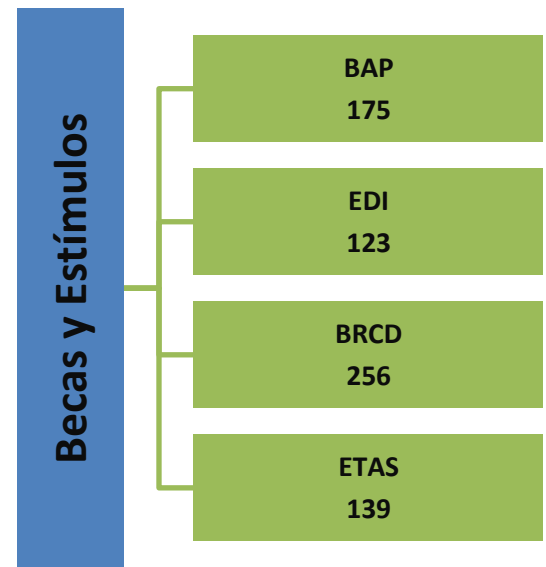 Becas y Estímulos
BAP
175
EDI
123
BRCD
256
ETAS
139